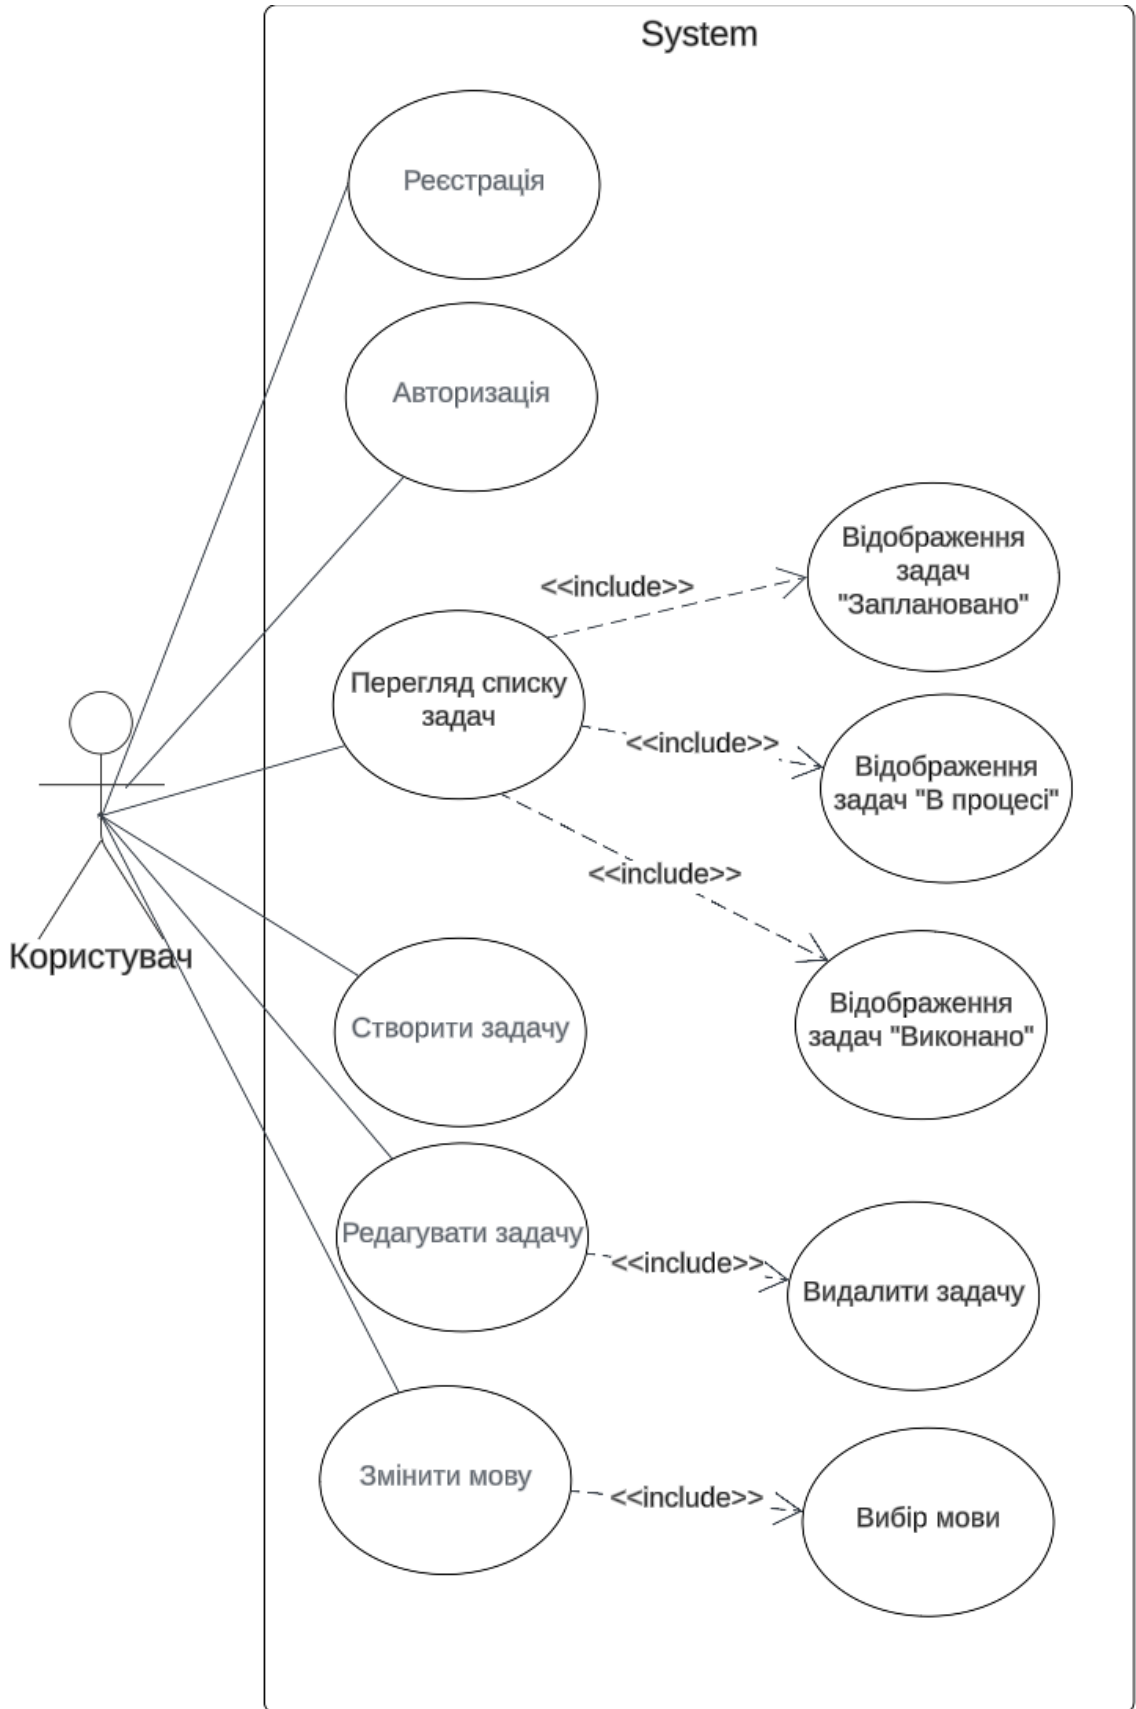 System
Реєстрація
Авторизація
Відображення
задач
"Заплановано"
<<include>>
Перегляд списку
задач
<<include>>
Відображення
задач "В процесі"
<<include>>
Користувач
Відображення
задач "Виконано"
Створити задачу
Редагувати задачу
<<include>>
Видалити задачу
Змінити мову
<<include>>
Вибір мови